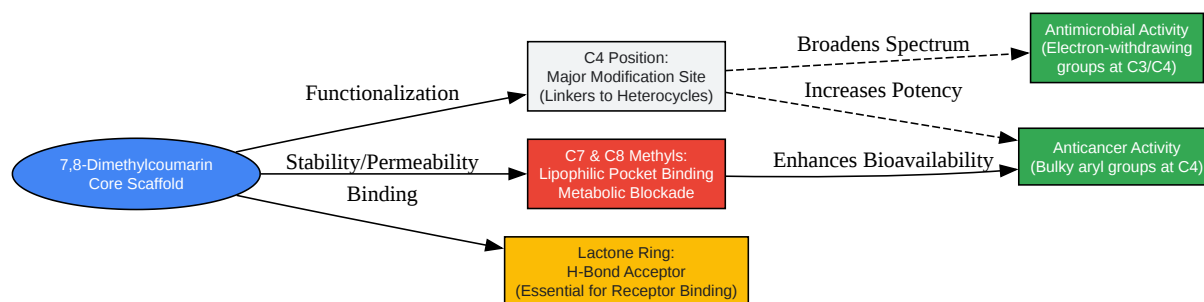 7,8-Dimethylcoumarin
Core Scaffold
Functionalization
Stability/Permeability
Binding
C4 Position:
Major Modification Site
(Linkers to Heterocycles)
C7 & C8 Methyls:
Lipophilic Pocket Binding
Metabolic Blockade
Lactone Ring:
H-Bond Acceptor
(Essential for Receptor Binding)
Broadens Spectrum
Increases Potency
Enhances Bioavailability
Antimicrobial Activity
(Electron-withdrawing
groups at C3/C4)
Anticancer Activity
(Bulky aryl groups at C4)